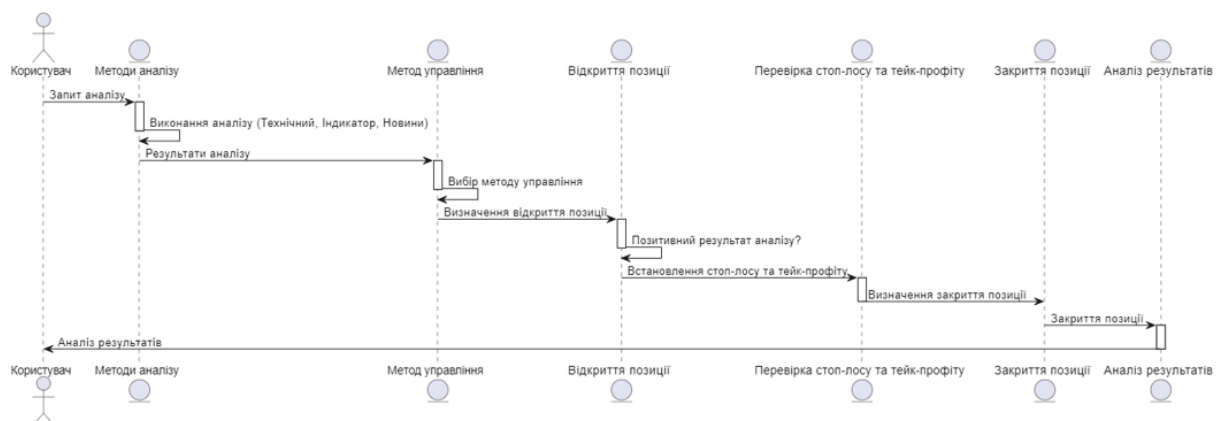 Користувач Методи аналізу Метод управління Відкриття позиції Перевірка стоп-лосу та тейк-профіту Закриття позиції Аналіз результатів
Запит аналізу
Виконання аналізу (Технічний, Індикатор, Новини)
Результати аналізу
Вибір методу управління
Визначення відкриття позиції
Позитивний результат аналізу?
Встановлення стоп-лосу та тейк-профіту
Визначення закриття позиції
Закриття позиції
Аналіз результатів
Користувач Методи аналізу Метод управління Відкриття позиції Перевірка стоп-лосу та тейк-профіту Закриття позиції Аналіз результатів